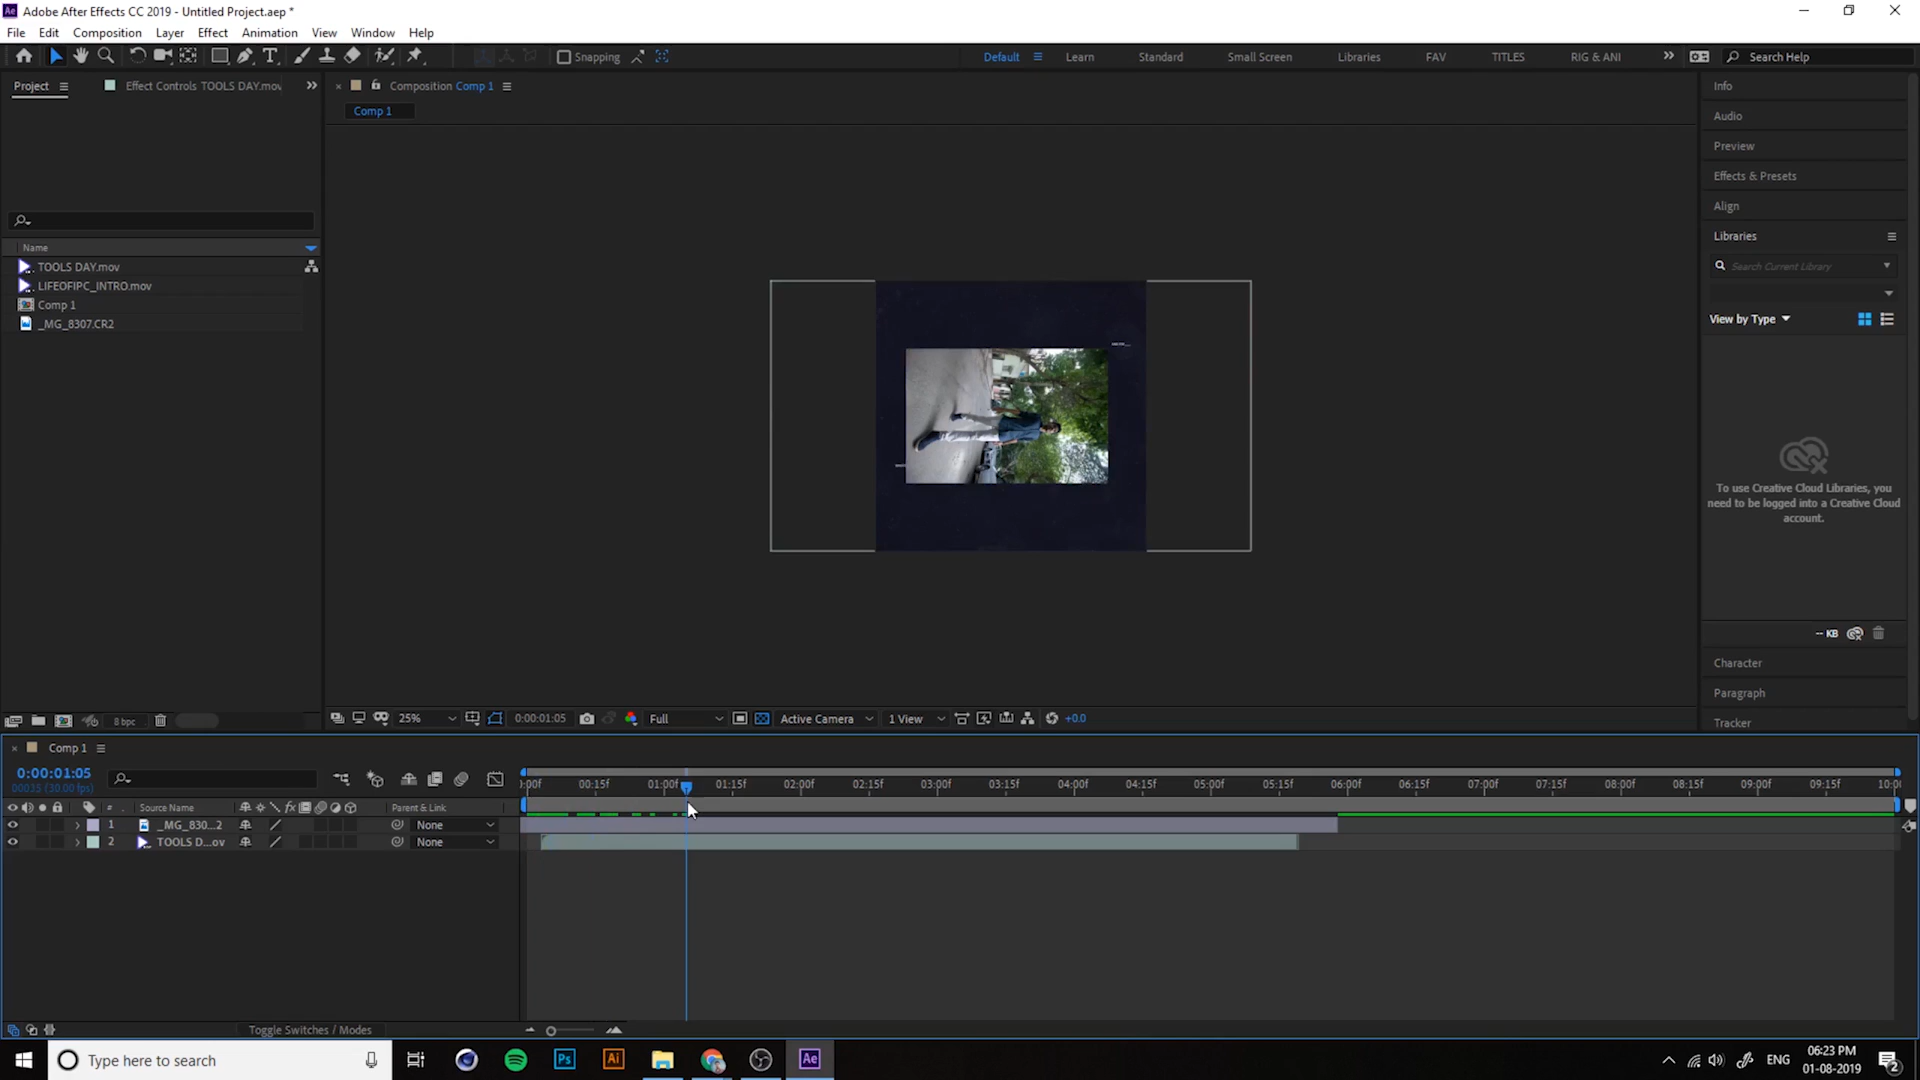 Ae Adobe After Effects CC 2019 - Untitled Project.aep *
File Edit Composition Layer Effect Animation View Window Help
Snapping Default Learn Standard Small Screen Libraries FAV TITLES RIG & ANI Search Help
Project Effect Controls TOOLS DAY.mov
Composition Comp 1
Comp 1
Name
TOOLS DAY.mov
LIFEOFIPC_INTRO.mov
Comp 1
_MG_8307.CR2
8 bpc
25% 0:00:01:05 Full Active Camera 1 View +0.0
Info
Audio
Preview
Effects & Presets
Align
Libraries
Search Current Library
View by Type
To use Creative Cloud Libraries, you
need to be logged into a Creative Cloud
account.
-- KB
Character
Paragraph
Tracker
Comp 1
0:00:01:05
00035 (30.00 fps)
:00f 00:15f 01:00f 01:15f 02:00f 02:15f 03:00f 03:15f 04:00f 04:15f 05:00f 05:15f 06:00f 06:15f 07:00f 07:15f 08:00f 08:15f 09:00f 09:15f 10:00
# Source Name fx Parent & Link
1 _MG_830...2 None
2 TOOLS D...ov None
Toggle Switches / Modes
Type here to search
Ps Ai Ae
ENG
06:23 PM
01-08-2019
2